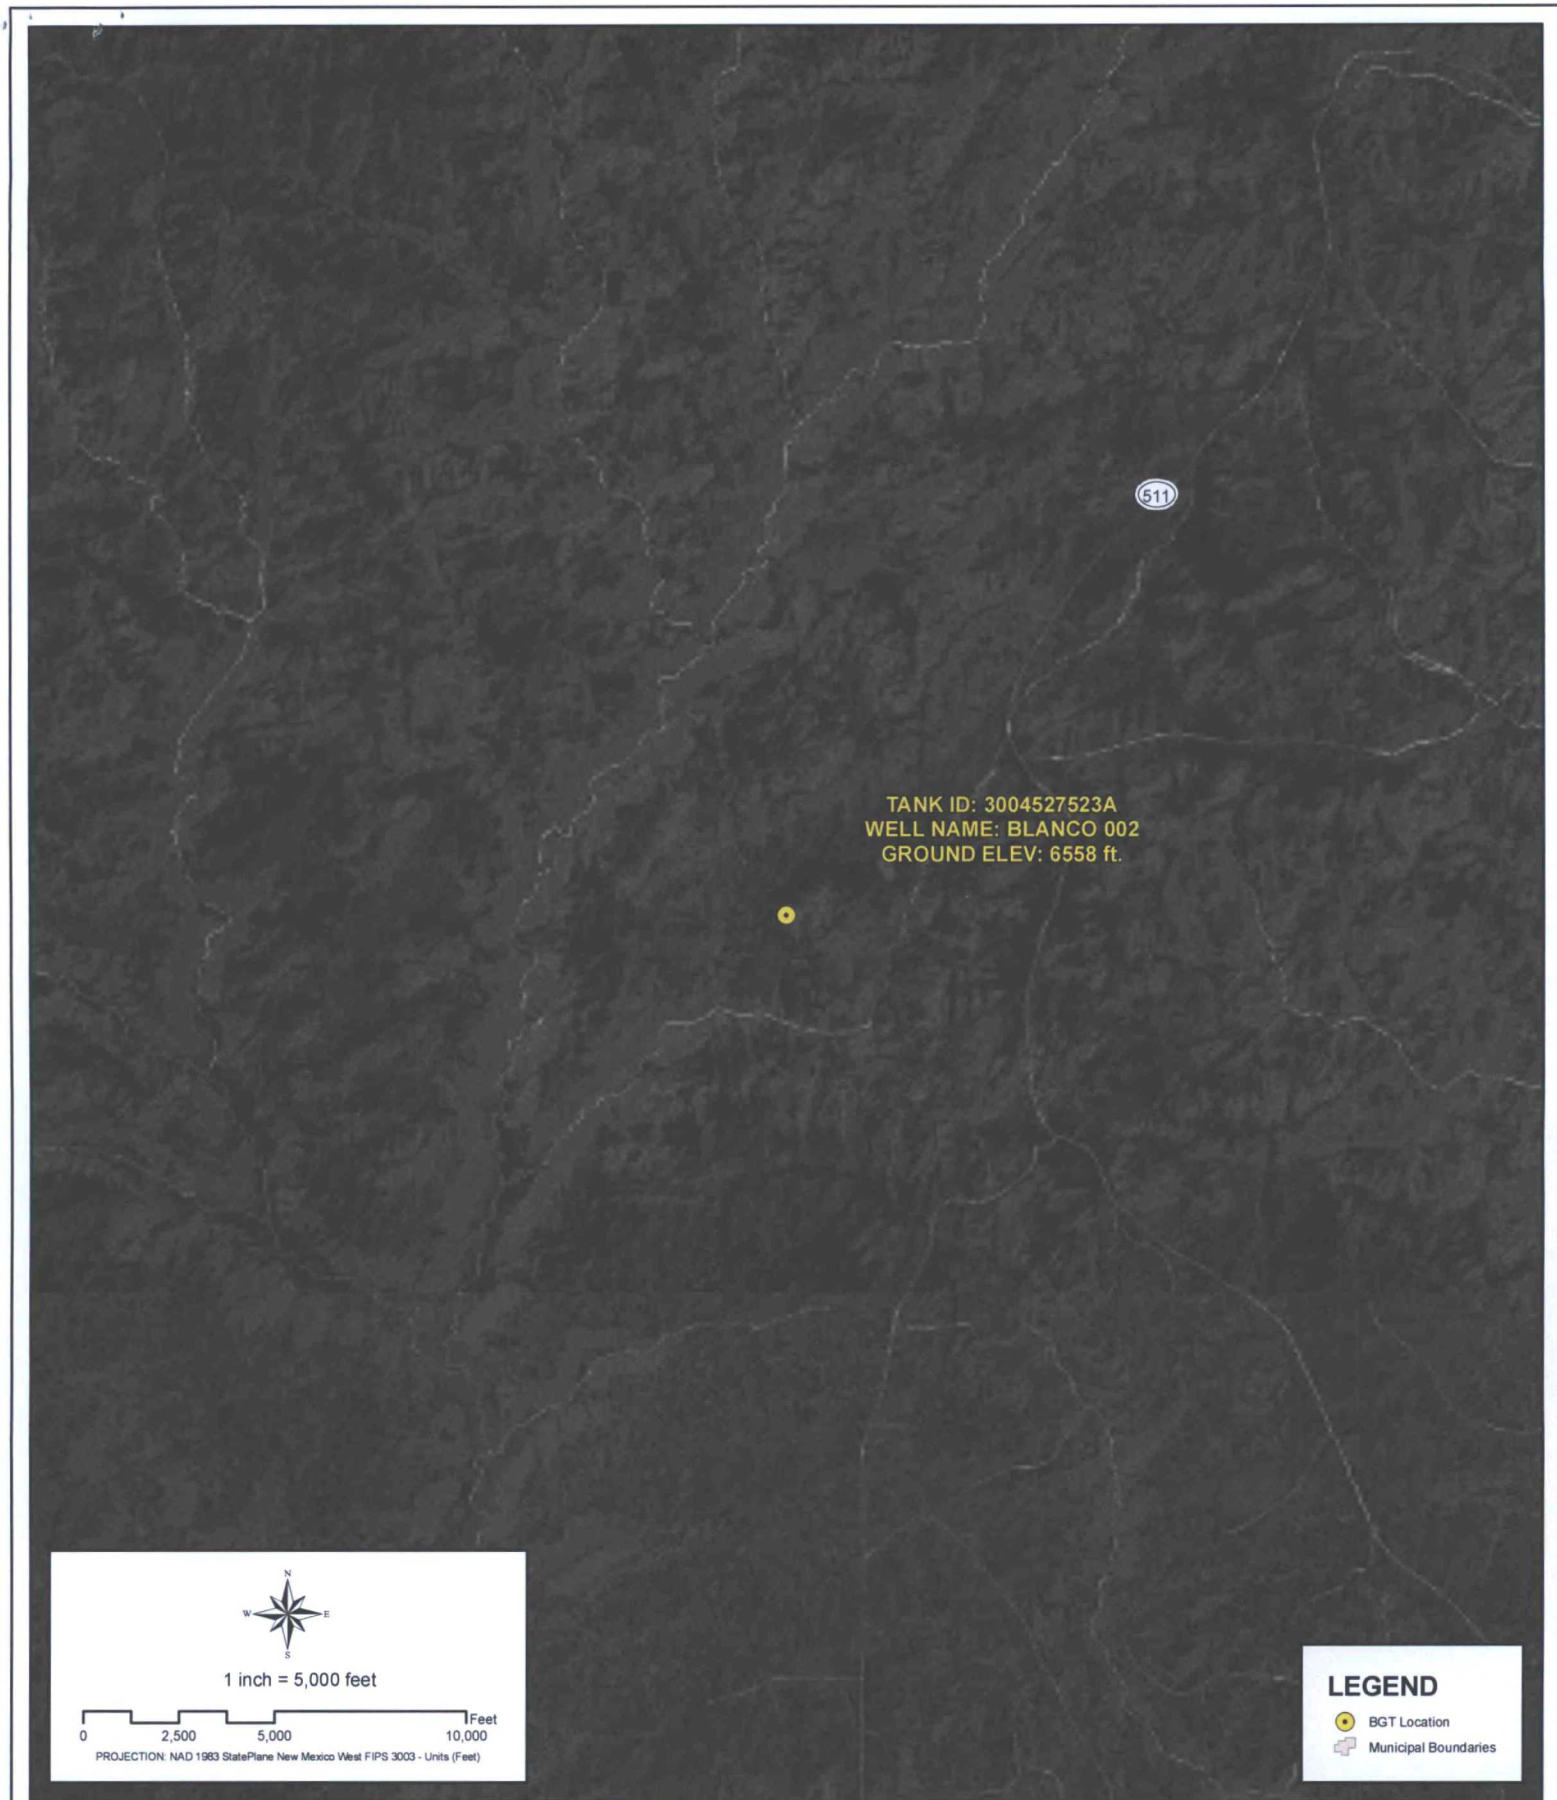 511
TANK ID: 3004527523A
WELL NAME: BLANCO 002
GROUND ELEV: 6558 ft.
N
W E
S
1 inch = 5,000 feet
Feet
0 2,500 5,000 10,000
PROJECTION: NAD 1983 StatePlane New Mexico West FIPS 3003 - Units (Feet)
LEGEND
BGT Location
Municipal Boundaries